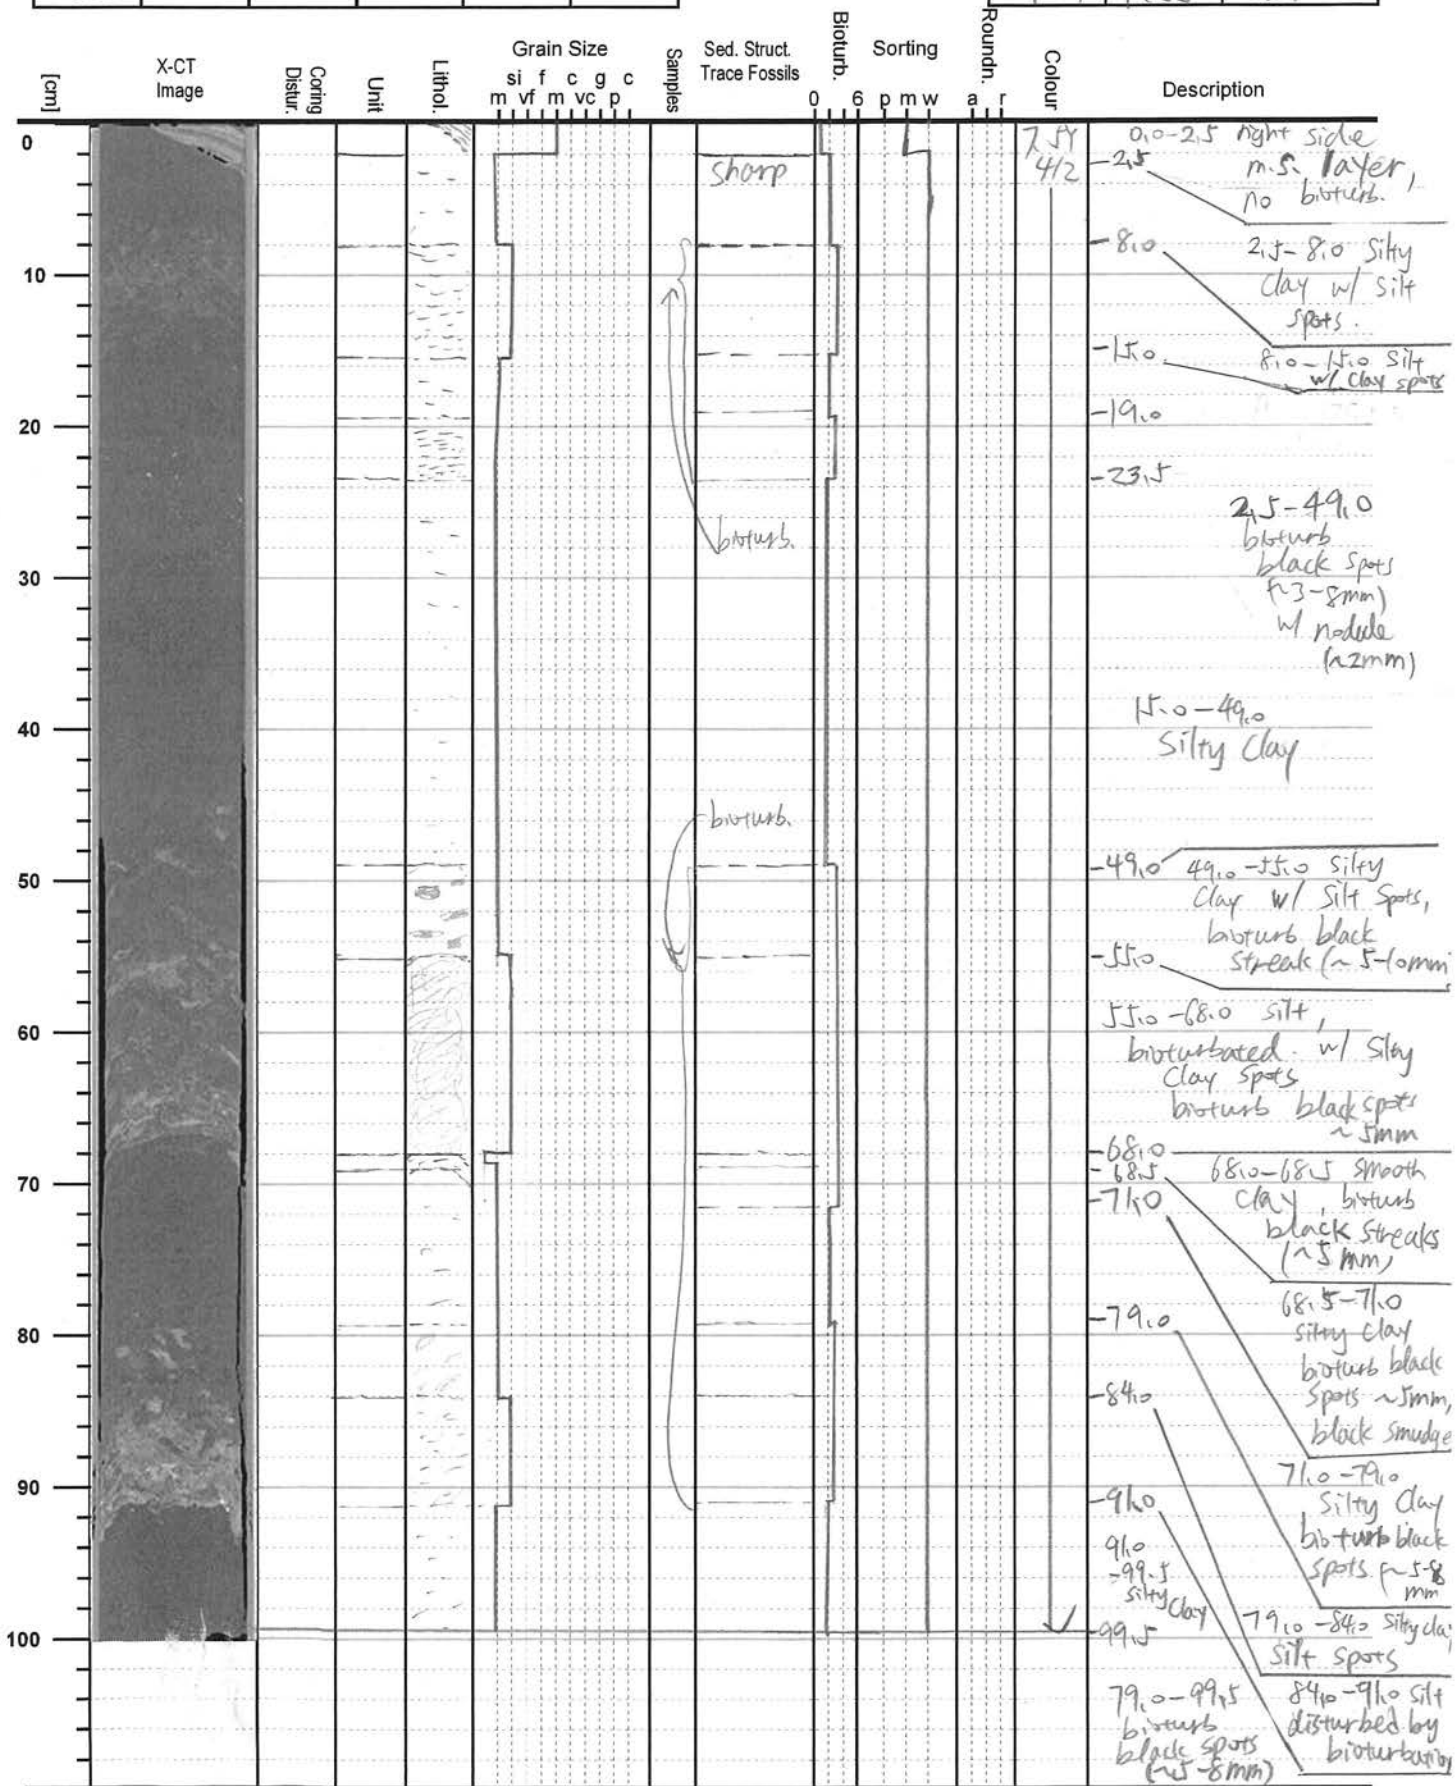 [cm]
X-CT
Image
Coring
Distur.
Unit
Lithol.
Grain Size
si f c g c
m vf m vc p
Samples
Sed. Struct.
Trace Fossils
Bioturb.
0 6
Sorting
p m w
Roundn.
a r
Colour
Description
0
10
20
30
40
50
60
70
80
90
100
sharp
bioturb.
bioturb.
7.5Y
4/2
0.0-2.5 right side
m.s. layer,
no bioturb.
-2.5
-8.0
2.5-8.0 Silty
Clay w/ Silt
spots.
-15.0
8.0-15.0 Silt
w/ Clay spots
-19.0
-23.5
2.5-49.0
bioturb
black spots
(~3-8mm)
w/ nodule
(~2mm)
15.0-49.0
Silty Clay
-49.0
49.0-55.0 Silty
Clay w/ Silt Spots,
bioturb black
Streak (~5-10mm
-55.0
55.0-68.0 silt,
bioturbated. w/ Silty
Clay Spots
bioturb black spots
~5mm
-68.0
-68.5
68.0-68.5 Smooth
Clay, bioturb
black Streaks
(~5mm)
-71.0
68.5-71.0
silty clay
bioturb black
Spots ~5mm,
black smudge
-79.0
-84.0
71.0-79.0
Silty Clay
bioturb black
spots (~5-8
mm
-91.0
91.0
-99.5
silty Clay
-99.5
79.0-84.0 Silty cla
Silt spots
79.0-99.5
bioturb
black spots
(~5-8mm)
84.0-91.0 silt
disturbed by
bioturbation